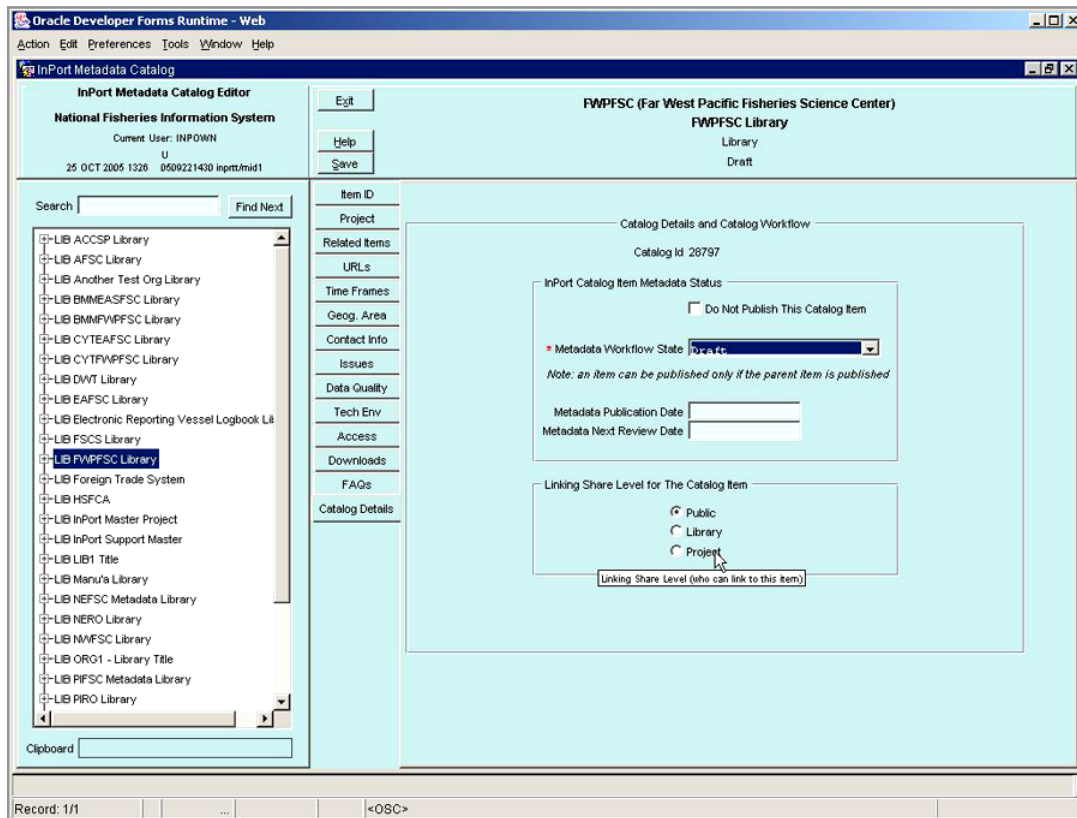 Oracle Developer Forms Runtime - Web
Action Edit Preferences Tools Window Help
InPort Metadata Catalog
InPort Metadata Catalog Editor
National Fisheries Information System
Current User: INPOWN
U
25 OCT 2005 1326 0509221430 inprtt/mid1
Exit
Help
Save
FWPFSC (Far West Pacific Fisheries Science Center)
FWPFSC Library
Library
Draft
Search
Find Next
LIB ACCSP Library
LIB AFSC Library
LIB Another Test Org Library
LIB BMMEASFSC Library
LIB BMMFWPFSC Library
LIB CYTEAFSC Library
LIB CYTFWPFSC Library
LIB DWT Library
LIB EAFSC Library
LIB Electronic Reporting Vessel Logbook Lib
LIB FSCS Library
LIB FWPFSC Library
LIB Foreign Trade System
LIB HSFCA
LIB InPort Master Project
LIB InPort Support Master
LIB LIB1 Title
LIB Manu'a Library
LIB NEFSC Metadata Library
LIB NERO Library
LIB NWFSC Library
LIB ORG1 - Library Title
LIB PIFSC Metadata Library
LIB PIRO Library
Clipboard
Item ID
Project
Related Items
URLs
Time Frames
Geog. Area
Contact Info
Issues
Data Quality
Tech Env
Access
Downloads
FAQs
Catalog Details
Catalog Details and Catalog Workflow
Catalog Id 28797
InPort Catalog Item Metadata Status
Do Not Publish This Catalog Item
* Metadata Workflow State Draft
Note: an item can be published only if the parent item is published
Metadata Publication Date
Metadata Next Review Date
Linking Share Level for The Catalog Item
Public
Library
Project
Linking Share Level (who can link to this item)
Record: 1/1 ... <OSC>